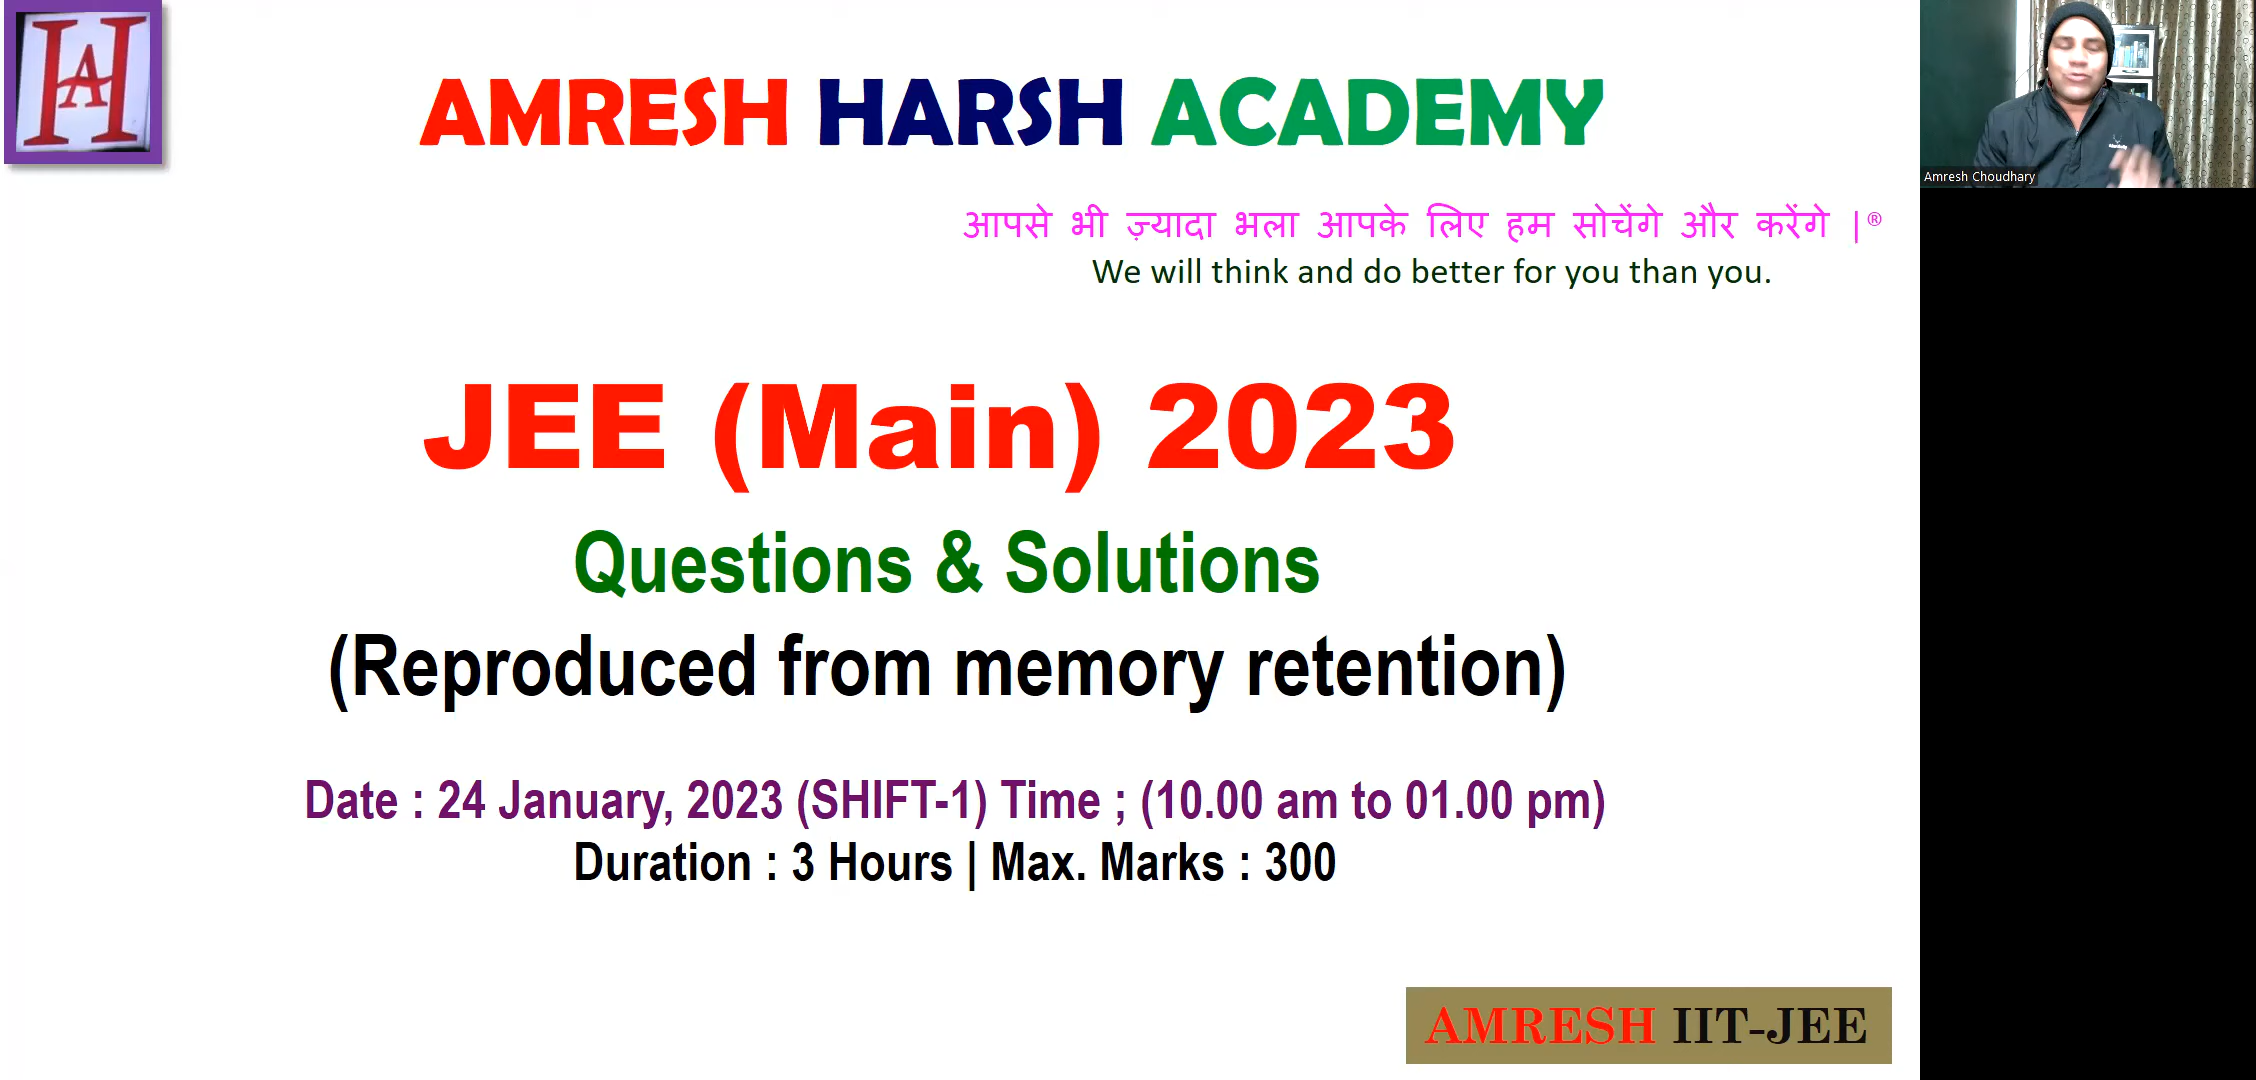 HA
AMRESH HARSH ACADEMY
Amresh Choudhary
आपसे भी ज़्यादा भला आपके लिए हम सोचेंगे और करेंगे |®
We will think and do better for you than you.
JEE (Main) 2023
Questions & Solutions
(Reproduced from memory retention)
Date : 24 January, 2023 (SHIFT-1) Time ; (10.00 am to 01.00 pm)
Duration : 3 Hours | Max. Marks : 300
AMRESH IIT-JEE